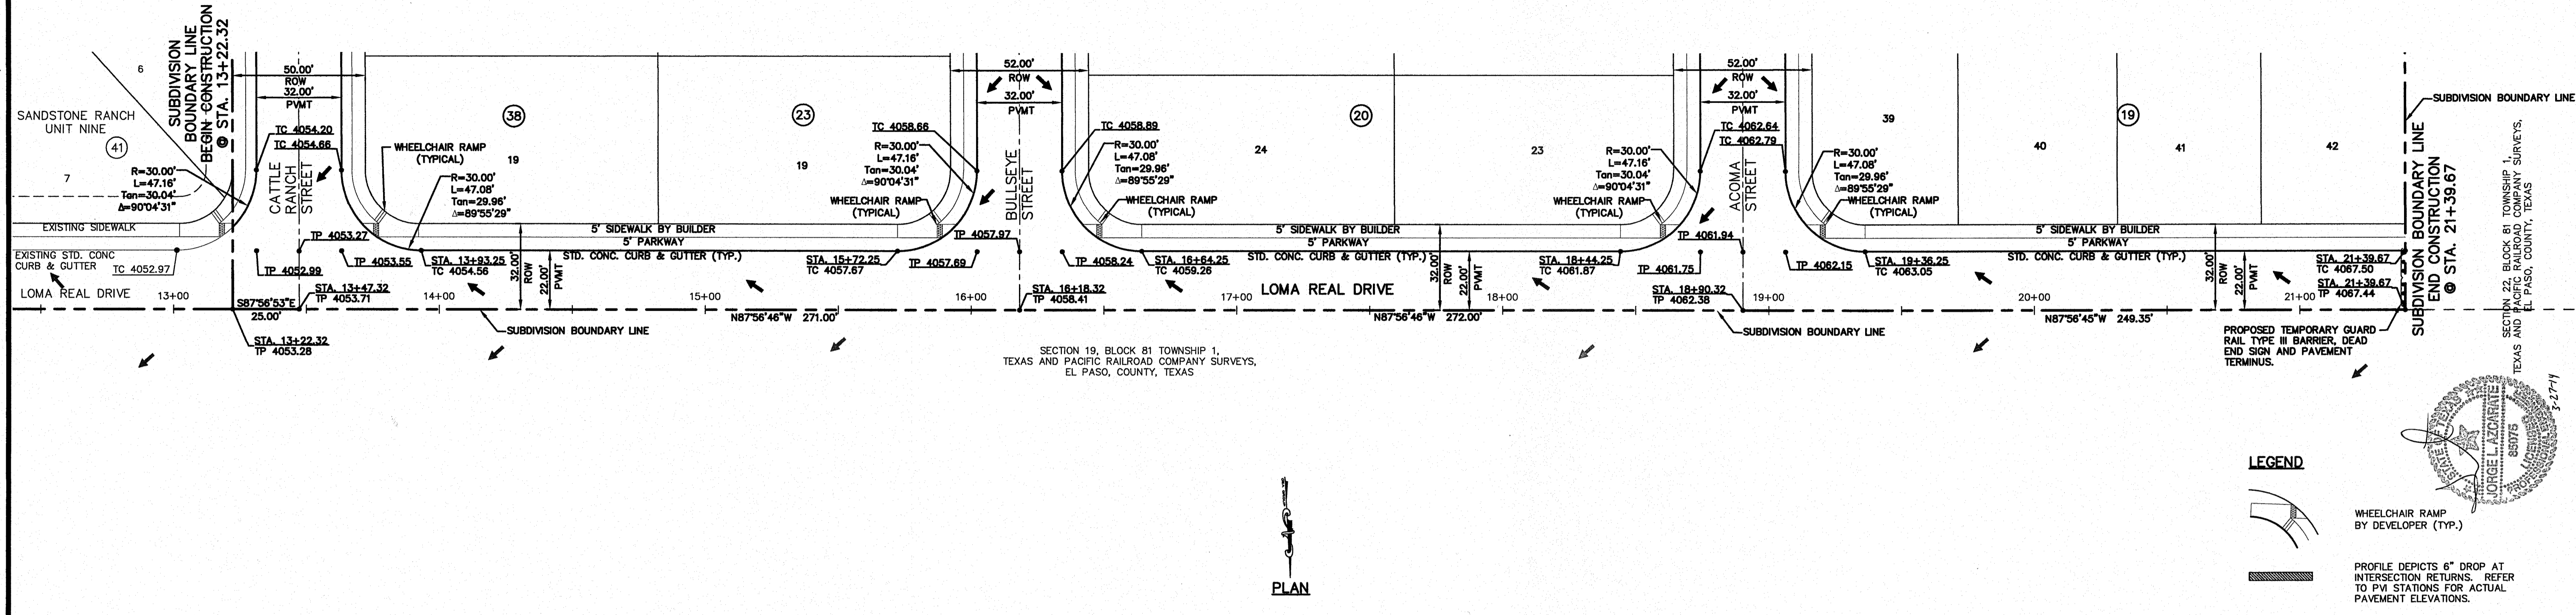 SUBDIVISION
BOUNDARY LINE
BEGIN CONSTRUCTION
@ STA. 13+22.32
6
SANDSTONE RANCH
UNIT NINE
41
7
R=30.00'
L=47.16'
Tan=30.04'
Δ=90°04'31"
EXISTING SIDEWALK
EXISTING STD. CONC
CURB & GUTTER
TC 4052.97
LOMA REAL DRIVE
13+00
50.00'
ROW
32.00'
PVMT
TC 4054.20
TC 4054.66
CATTLE
RANCH
STREET
TP 4053.27
TP 4052.99
TP 4053.55
STA. 13+47.32
TP 4053.71
S87°56'53"E
25.00'
STA. 13+22.32
TP 4053.28
WHEELCHAIR RAMP
(TYPICAL)
R=30.00'
L=47.08'
Tan=29.96'
Δ=89°55'29"
38
19
STA. 13+93.25
TC 4054.56
14+00
32.00'
ROW
22.00'
PVMT
SUBDIVISION BOUNDARY LINE
5' SIDEWALK BY BUILDER
5' PARKWAY
STD. CONC. CURB & GUTTER (TYP.)
15+00
N87°56'46"W 271.00'
23
19
STA. 15+72.25
TC 4057.67
TC 4058.66
R=30.00'
L=47.16'
Tan=30.04'
Δ=90°04'31"
WHEELCHAIR RAMP
(TYPICAL)
TP 4057.97
TP 4057.69
16+00
52.00'
ROW
32.00'
PVMT
BULLSEYE
STREET
STA. 16+18.32
TP 4058.41
TC 4058.89
R=30.00'
L=47.08'
Tan=29.96'
Δ=89°55'29"
WHEELCHAIR RAMP
(TYPICAL)
TP 4058.24
STA. 16+64.25
TC 4059.26
SECTION 19, BLOCK 81 TOWNSHIP 1,
TEXAS AND PACIFIC RAILROAD COMPANY SURVEYS,
EL PASO, COUNTY, TEXAS
20
24
23
5' SIDEWALK BY BUILDER
5' PARKWAY
STD. CONC. CURB & GUTTER (TYP.)
17+00
LOMA REAL DRIVE
N87°56'46"W 272.00'
32.00'
ROW
22.00'
PVMT
18+00
R=30.00'
L=47.16'
Tan=30.04'
Δ=90°04'31"
WHEELCHAIR RAMP
(TYPICAL)
STA. 18+44.25
TC 4061.87
TP 4061.94
TP 4061.75
STA. 18+90.32
TP 4062.38
52.00'
ROW
32.00'
PVMT
TC 4062.64
TC 4062.79
ACOMA
STREET
19+00
SUBDIVISION BOUNDARY LINE
R=30.00'
L=47.08'
Tan=29.96'
Δ=89°55'29"
WHEELCHAIR RAMP
(TYPICAL)
TP 4062.15
STA. 19+36.25
TC 4063.05
39
40
19
41
42
5' SIDEWALK BY BUILDER
5' PARKWAY
STD. CONC. CURB & GUTTER (TYP.)
20+00
N87°56'45"W 249.35'
32.00'
ROW
22.00'
PVMT
21+00
STA. 21+39.67
TC 4067.50
STA. 21+39.67
TP 4067.44
PROPOSED TEMPORARY GUARD
RAIL TYPE III BARRIER, DEAD
END SIGN AND PAVEMENT
TERMINUS.
SUBDIVISION BOUNDARY LINE
SUBDIVISION BOUNDARY LINE
END CONSTRUCTION
@ STA. 21+39.67
SECTION 22, BLOCK 81 TOWNSHIP 1,
TEXAS AND PACIFIC RAILROAD COMPANY SURVEYS,
EL PASO, COUNTY, TEXAS
3-27-14
STATE OF TEXAS
JORGE L. AZCARATE
85075
LICENSED
PROFESSIONAL ENGINEER
PLAN
LEGEND
WHEELCHAIR RAMP
BY DEVELOPER (TYP.)
PROFILE DEPICTS 6" DROP AT
INTERSECTION RETURNS. REFER
TO PVI STATIONS FOR ACTUAL
PAVEMENT ELEVATIONS.